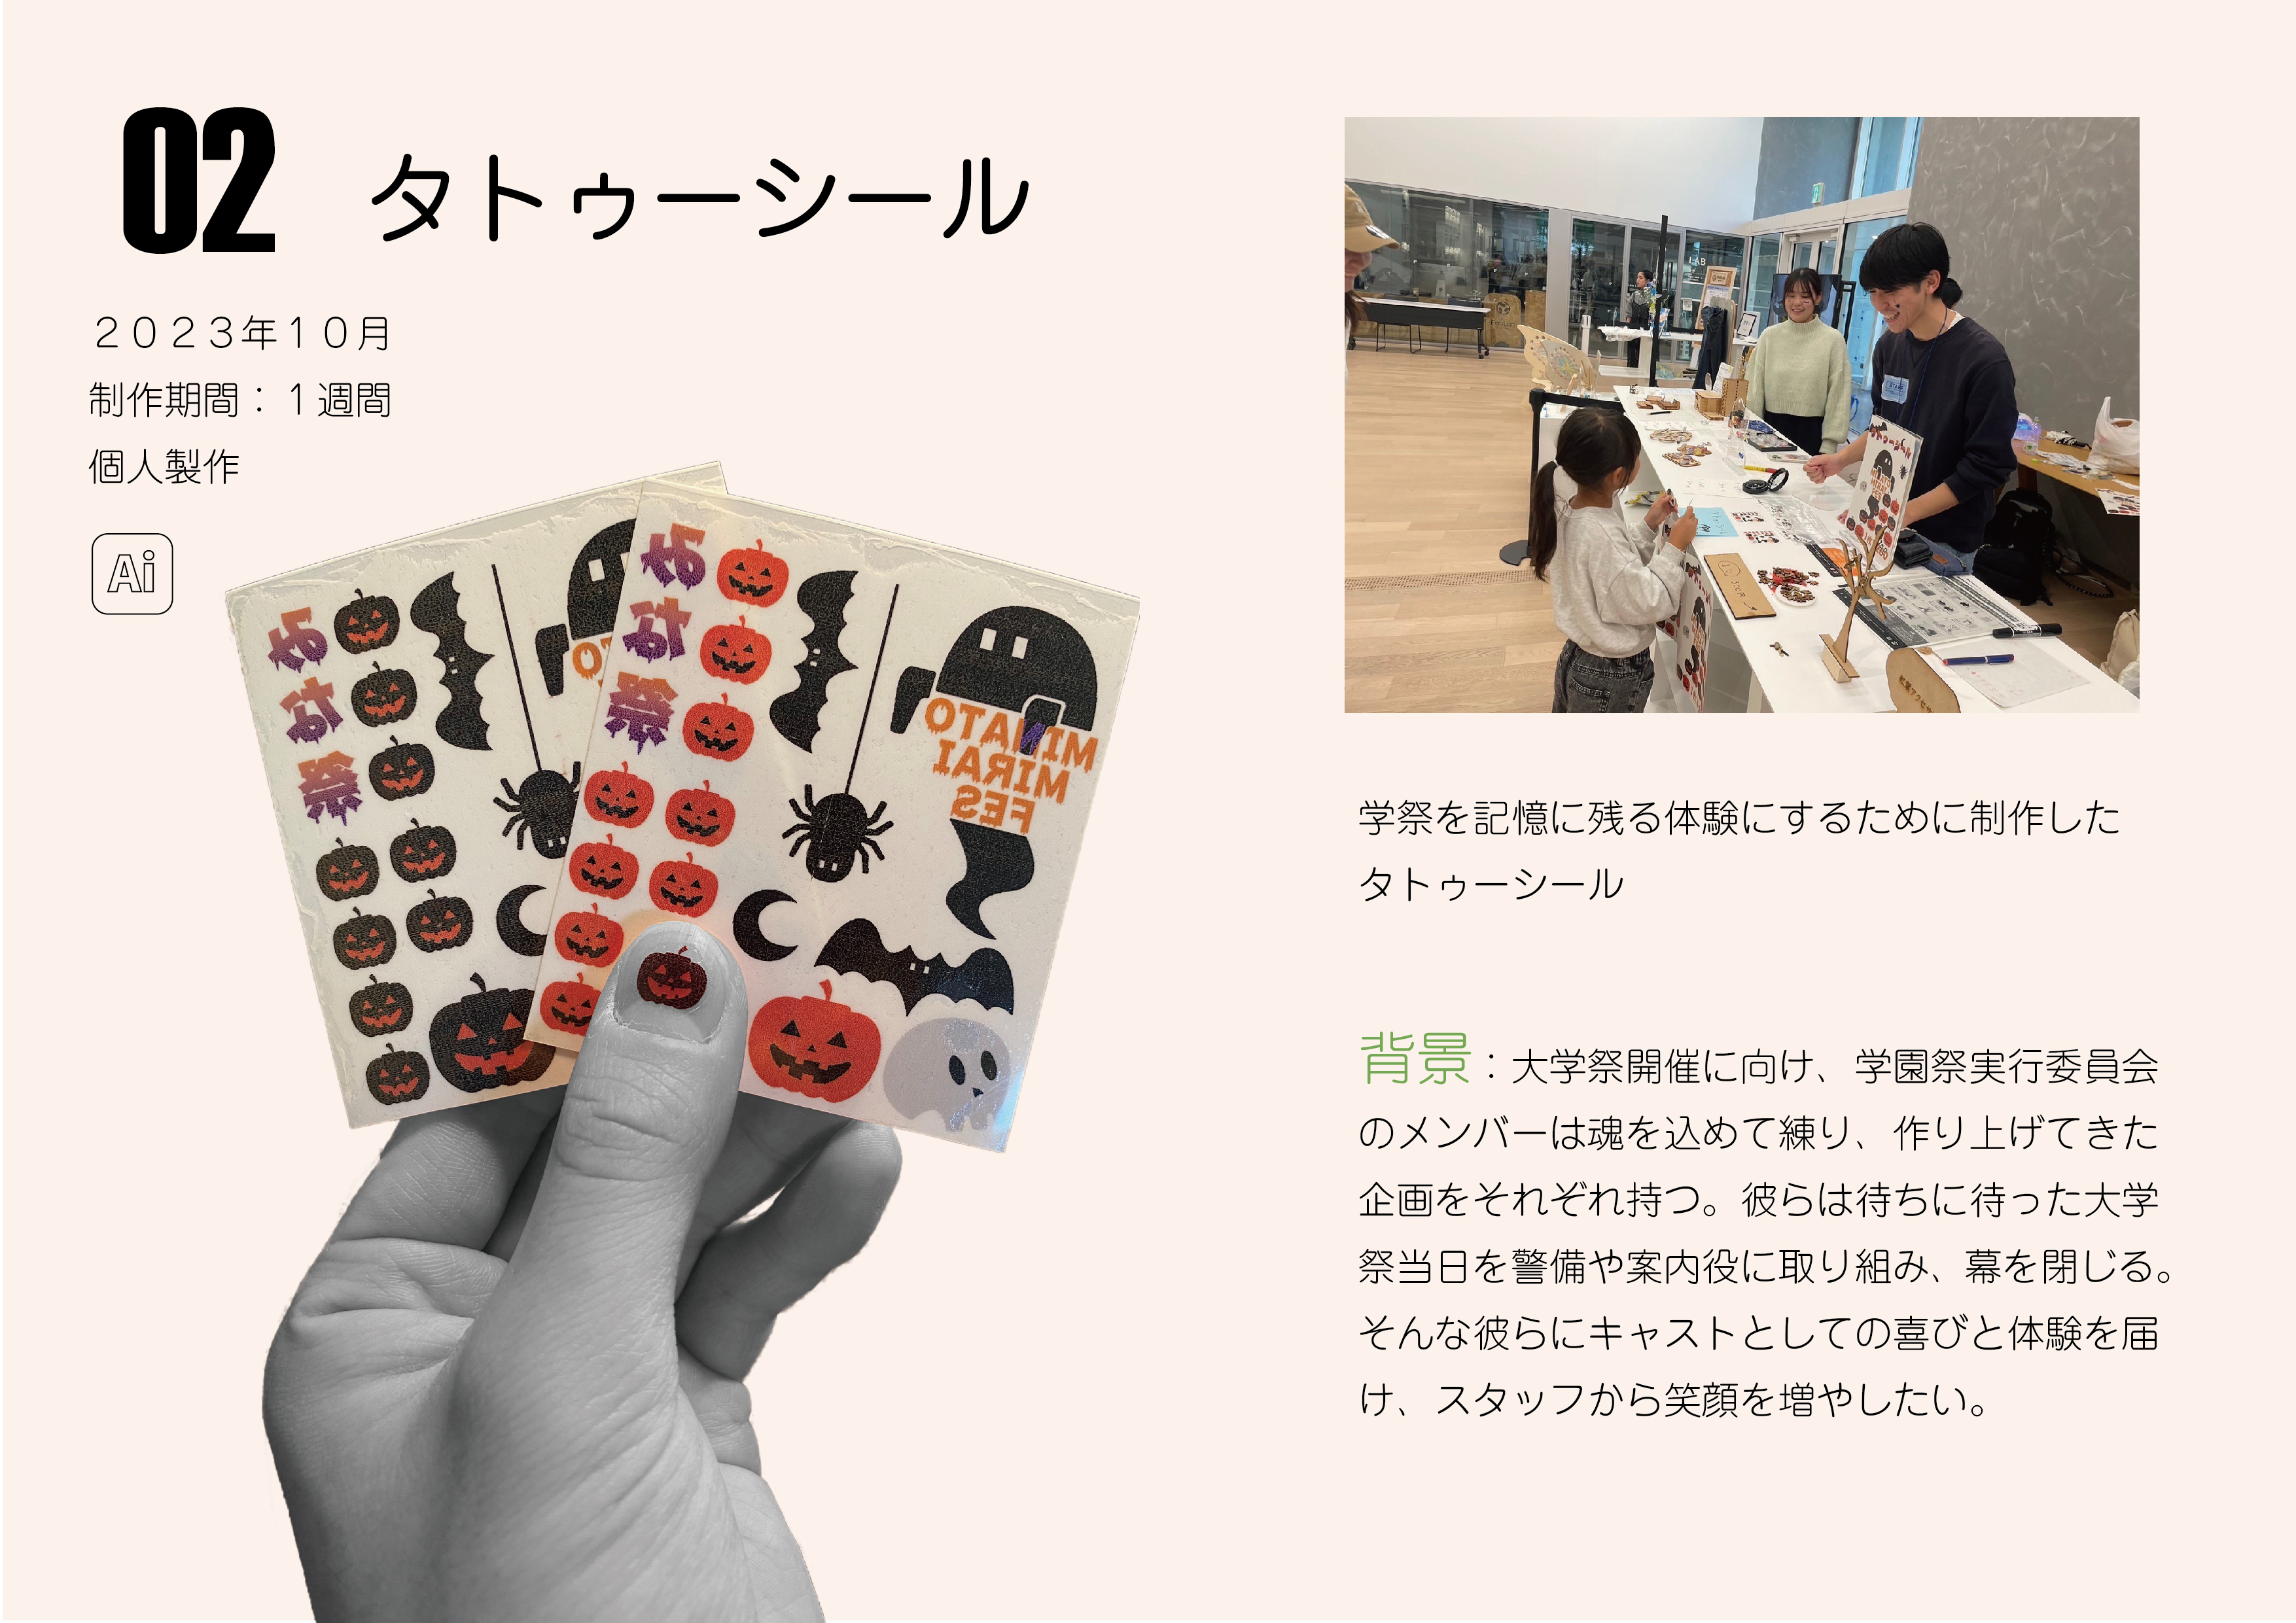 02 タトゥーシール
２０２３年１０月
制作期間：１週間
個人製作
Ai
みなとみらい祭
MINATO
MIRAI
FES
LAB
学祭を記憶に残る体験にするために制作した
タトゥーシール
背景：大学祭開催に向け、学園祭実行委員会
のメンバーは魂を込めて練り、作り上げてきた
企画をそれぞれ持つ。彼らは待ちに待った大学
祭当日を警備や案内役に取り組み、幕を閉じる。
そんな彼らにキャストとしての喜びと体験を届
け、スタッフから笑顔を増やしたい。